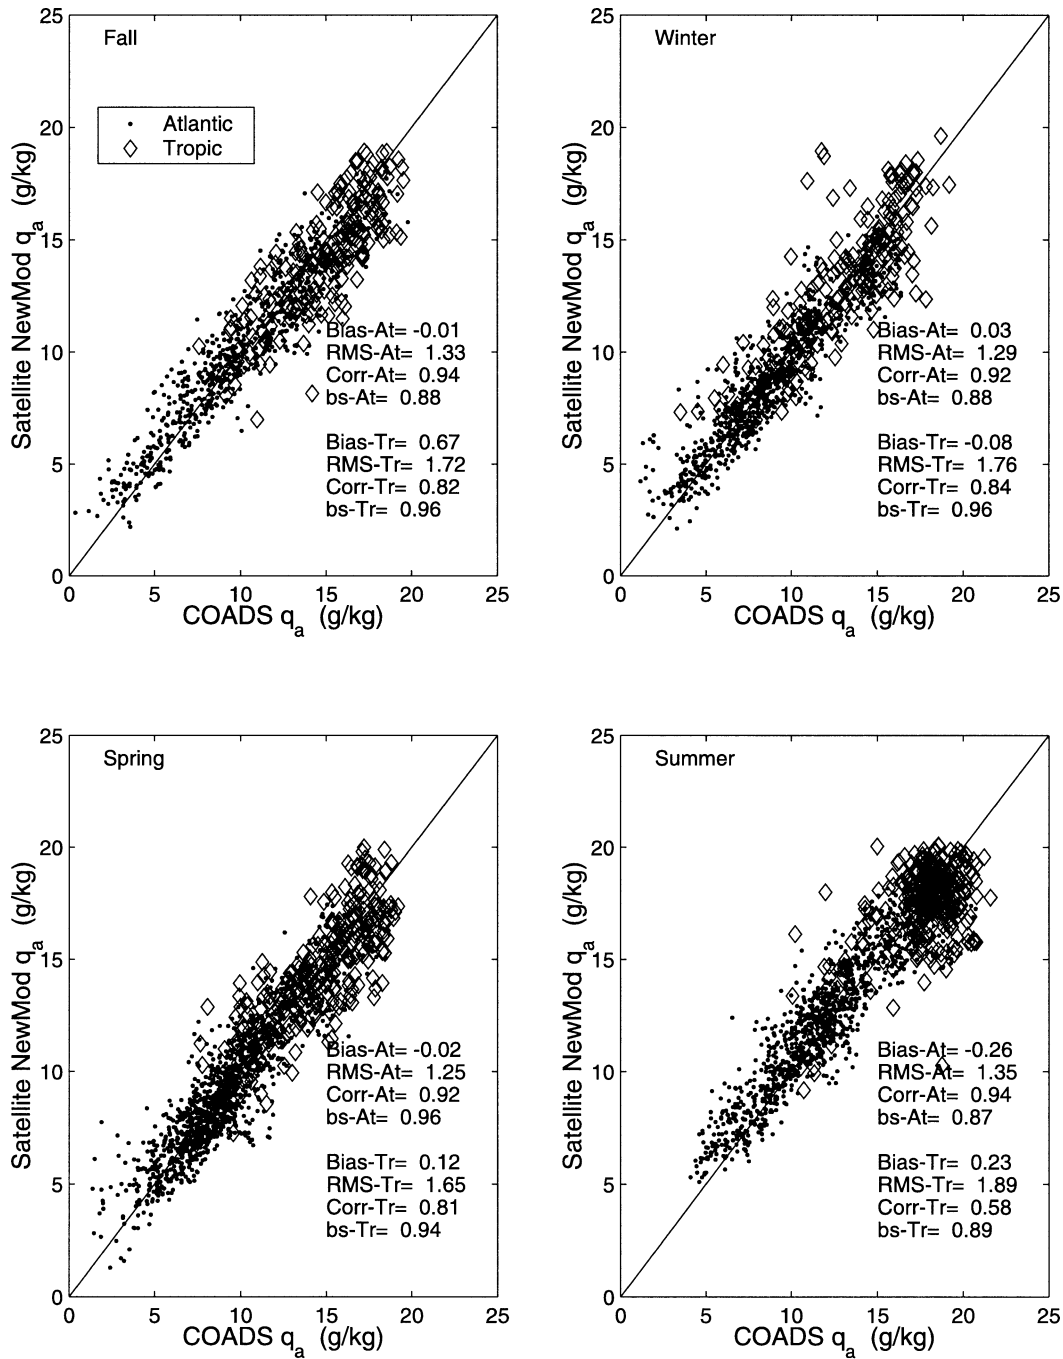 Fall
25
20
15
10
5
0
Satellite NewMod qa (g/kg)
Atlantic
Tropic
Bias-At= -0.01
RMS-At= 1.33
Corr-At= 0.94
bs-At= 0.88
Bias-Tr= 0.67
RMS-Tr= 1.72
Corr-Tr= 0.82
bs-Tr= 0.96
0 5 10 15 20 25
COADS qa (g/kg)
Winter
25
20
15
10
5
0
Satellite NewMod qa (g/kg)
Bias-At= 0.03
RMS-At= 1.29
Corr-At= 0.92
bs-At= 0.88
Bias-Tr= -0.08
RMS-Tr= 1.76
Corr-Tr= 0.84
bs-Tr= 0.96
0 5 10 15 20 25
COADS qa (g/kg)
Spring
25
20
15
10
5
0
Satellite NewMod qa (g/kg)
Bias-At= -0.02
RMS-At= 1.25
Corr-At= 0.92
bs-At= 0.96
Bias-Tr= 0.12
RMS-Tr= 1.65
Corr-Tr= 0.81
bs-Tr= 0.94
0 5 10 15 20 25
COADS qa (g/kg)
Summer
25
20
15
10
5
0
Satellite NewMod qa (g/kg)
Bias-At= -0.26
RMS-At= 1.35
Corr-At= 0.94
bs-At= 0.87
Bias-Tr= 0.23
RMS-Tr= 1.89
Corr-Tr= 0.58
bs-Tr= 0.89
0 5 10 15 20 25
COADS qa (g/kg)